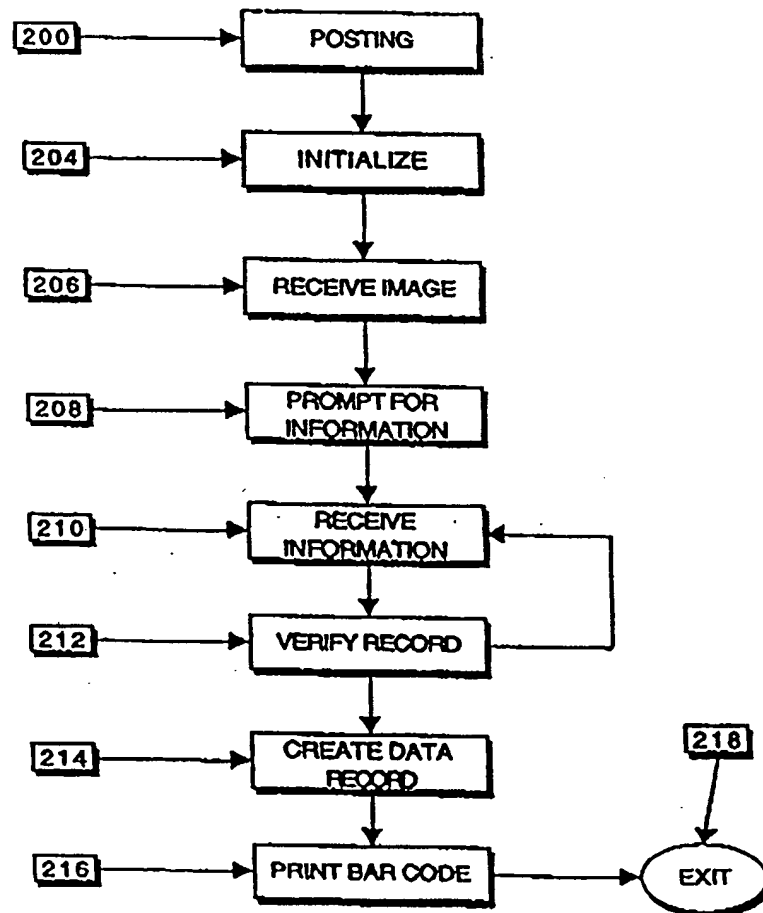 200 POSTING
204 INITIALIZE
206 RECEIVE IMAGE
208 PROMPT FOR
INFORMATION
210 RECEIVE
INFORMATION
212 VERIFY RECORD
214 CREATE DATA
RECORD
218
216 PRINT BAR CODE EXIT